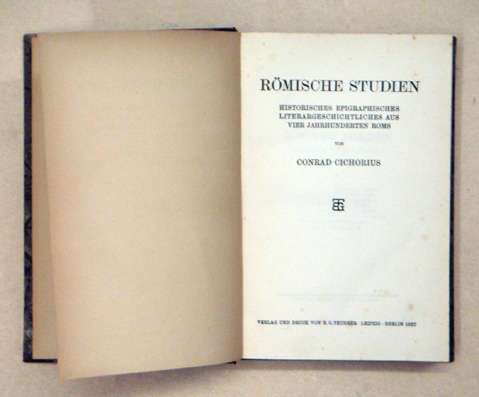 RÖMISCHE STUDIEN
HISTORISCHES EPIGRAPHISCHES
LITERARGESCHICHTLICHES AUS
VIER JAHRHUNDERTEN ROMS
VON
CONRAD CICHORIUS
VERLAG UND DRUCK VON B. G. TEUBNER · LEIPZIG · BERLIN 1922